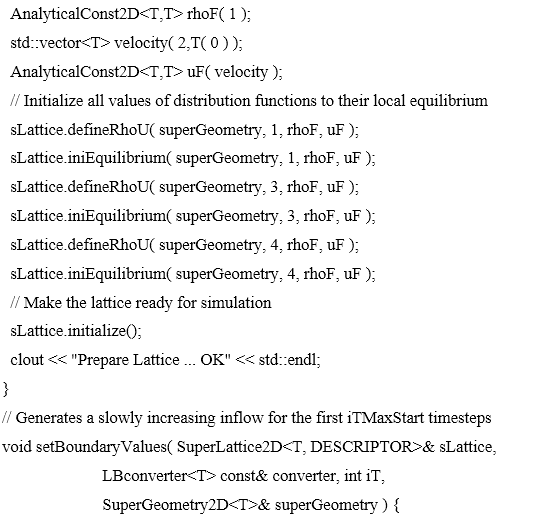 AnalyticalConst2D<T,T> rhoF( 1 );
std::vector<T> velocity( 2,T( 0 ) );
AnalyticalConst2D<T,T> uF( velocity );
// Initialize all values of distribution functions to their local equilibrium
sLattice.defineRhoU( superGeometry, 1, rhoF, uF );
sLattice.iniEquilibrium( superGeometry, 1, rhoF, uF );
sLattice.defineRhoU( superGeometry, 3, rhoF, uF );
sLattice.iniEquilibrium( superGeometry, 3, rhoF, uF );
sLattice.defineRhoU( superGeometry, 4, rhoF, uF );
sLattice.iniEquilibrium( superGeometry, 4, rhoF, uF );
// Make the lattice ready for simulation
sLattice.initialize();
clout << "Prepare Lattice ... OK" << std::endl;
}
// Generates a slowly increasing inflow for the first iTMaxStart timesteps
void setBoundaryValues( SuperLattice2D<T, DESCRIPTOR>& sLattice,
LBconverter<T> const& converter, int iT,
SuperGeometry2D<T>& superGeometry ) {